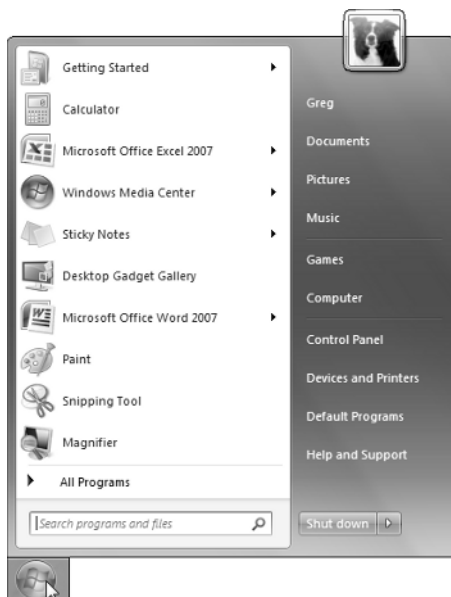 Getting Started
Calculator
Microsoft Office Excel 2007
Windows Media Center
Sticky Notes
Desktop Gadget Gallery
Microsoft Office Word 2007
Paint
Snipping Tool
Magnifier
All Programs
Search programs and files
Greg
Documents
Pictures
Music
Games
Computer
Control Panel
Devices and Printers
Default Programs
Help and Support
Shut down